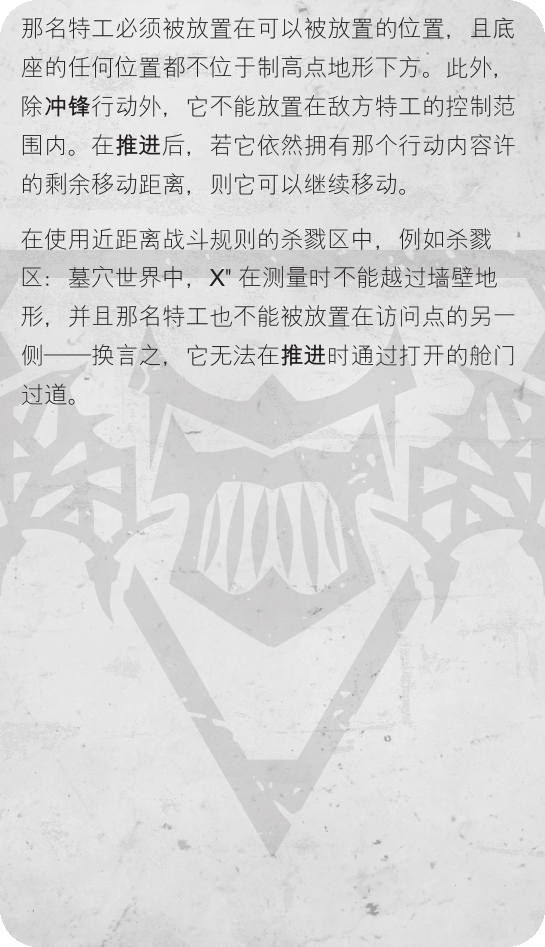 那名特工必须被放置在可以被放置的位置，且底
座的任何位置都不位于制高点地形下方。此外，
除冲锋行动外，它不能放置在敌方特工的控制范
围内。在推进后，若它依然拥有那个行动内容许
的剩余移动距离，则它可以继续移动。
在使用近距离战斗规则的杀戮区中，例如杀戮
区：墓穴世界中，X" 在测量时不能越过墙壁地
形，并且那名特工也不能被放置在访问点的另一
侧——换言之，它无法在推进时通过打开的舱门
过道。